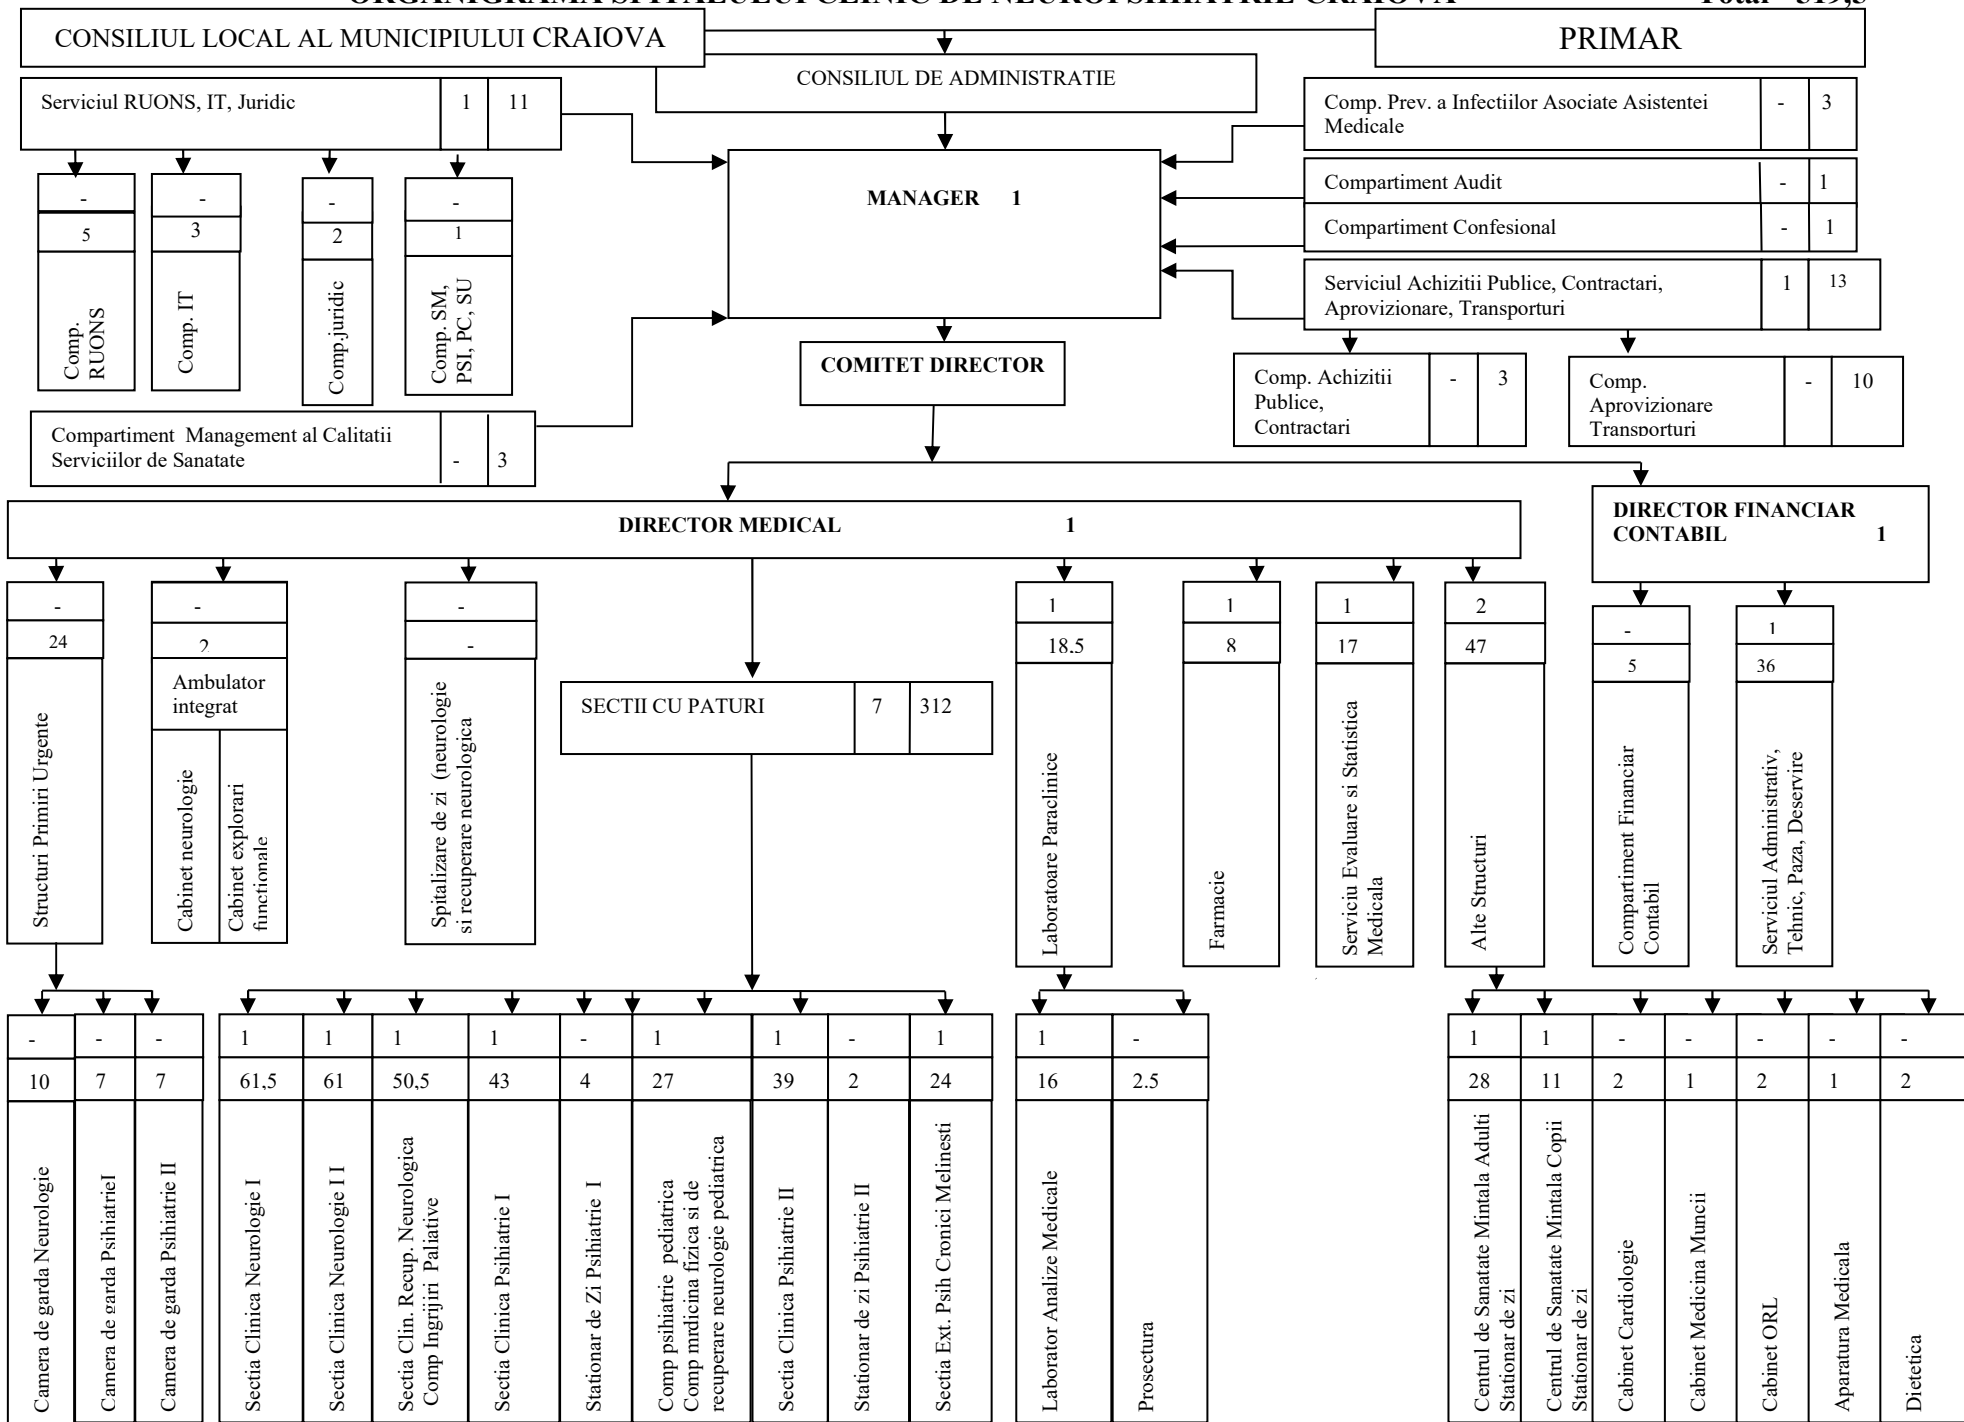 ORGANIGRAMA SPITALULUI CLINIC DE NEUROPSIHIATRIE CRAIOVA
Total 519,5
CONSILIUL LOCAL AL MUNICIPIULUI CRAIOVA
PRIMAR
CONSILIUL DE ADMINISTRATIE
Serviciul RUONS, IT, Juridic 1 11
Comp. Prev. a Infectiilor Asociate Asistentei - 3
Medicale
Compartiment Audit - 1
Compartiment Confesional - 1
MANAGER 1
Serviciul Achizitii Publice, Contractari, 1 13
Aprovizionare, Transporturi
- - - -
5 3 2 1
Comp.
RUONS
Comp. IT
Comp.juridic
Comp. SM,
PSI, PC, SU
COMITET DIRECTOR
Comp. Achizitii - 3
Publice,
Contractari
Comp. - 10
Aprovizionare
Transporturi
Compartiment Management al Calitatii
Serviciilor de Sanatate - 3
DIRECTOR MEDICAL 1
DIRECTOR FINANCIAR
CONTABIL 1
- - - 1 1 1 2
24 2 - 18.5 8 17 47
- 1
5 36
Structuri Primiri Urgente
Ambulator
integrat
Cabinet neurologie
Cabinet explorari
functionale
Spitalizare de zi (neurologie
si recuperare neurologica
SECTII CU PATURI 7 312
Laboratoare Paraclinice
Farmacie
Serviciu Evaluare si Statistica
Medicala
Alte Structuri
Compartiment Financiar
Contabil
Serviciul Administrativ,
Tehnic, Paza, Deservire
- - -
10 7 7
Camera de garda Neurologie
Camera de garda PsihiatrieI
Camera de garda Psihiatrie II
1 1 1 1 - 1 1 - 1
61,5 61 50,5 43 4 27 39 2 24
Sectia Clinica Neurologie I
Sectia Clinica Neurologie I I
Sectia Clin. Recup. Neurologica
Comp Ingrijiri Paliative
Sectia Clinica Psihiatrie I
Stationar de Zi Psihiatrie I
Comp psihiatrie pediatrica
Comp mrdicina fizica si de
recuperare neurologie pediatrica
Sectia Clinica Psihiatrie II
Stationar de zi Psihiatrie II
Sectia Ext. Psih Cronici Melinesti
1 -
16 2.5
Laborator Analize Medicale
Prosectura
1 1 - - - - -
28 11 2 1 2 1 2
Centrul de Sanatate Mintala Adulti
Stationar de zi
Centrul de Sanatate Mintala Copii
Stationar de zi
Cabinet Cardiologie
Cabinet Medicina Muncii
Cabinet ORL
Aparatura Medicala
Dietetica